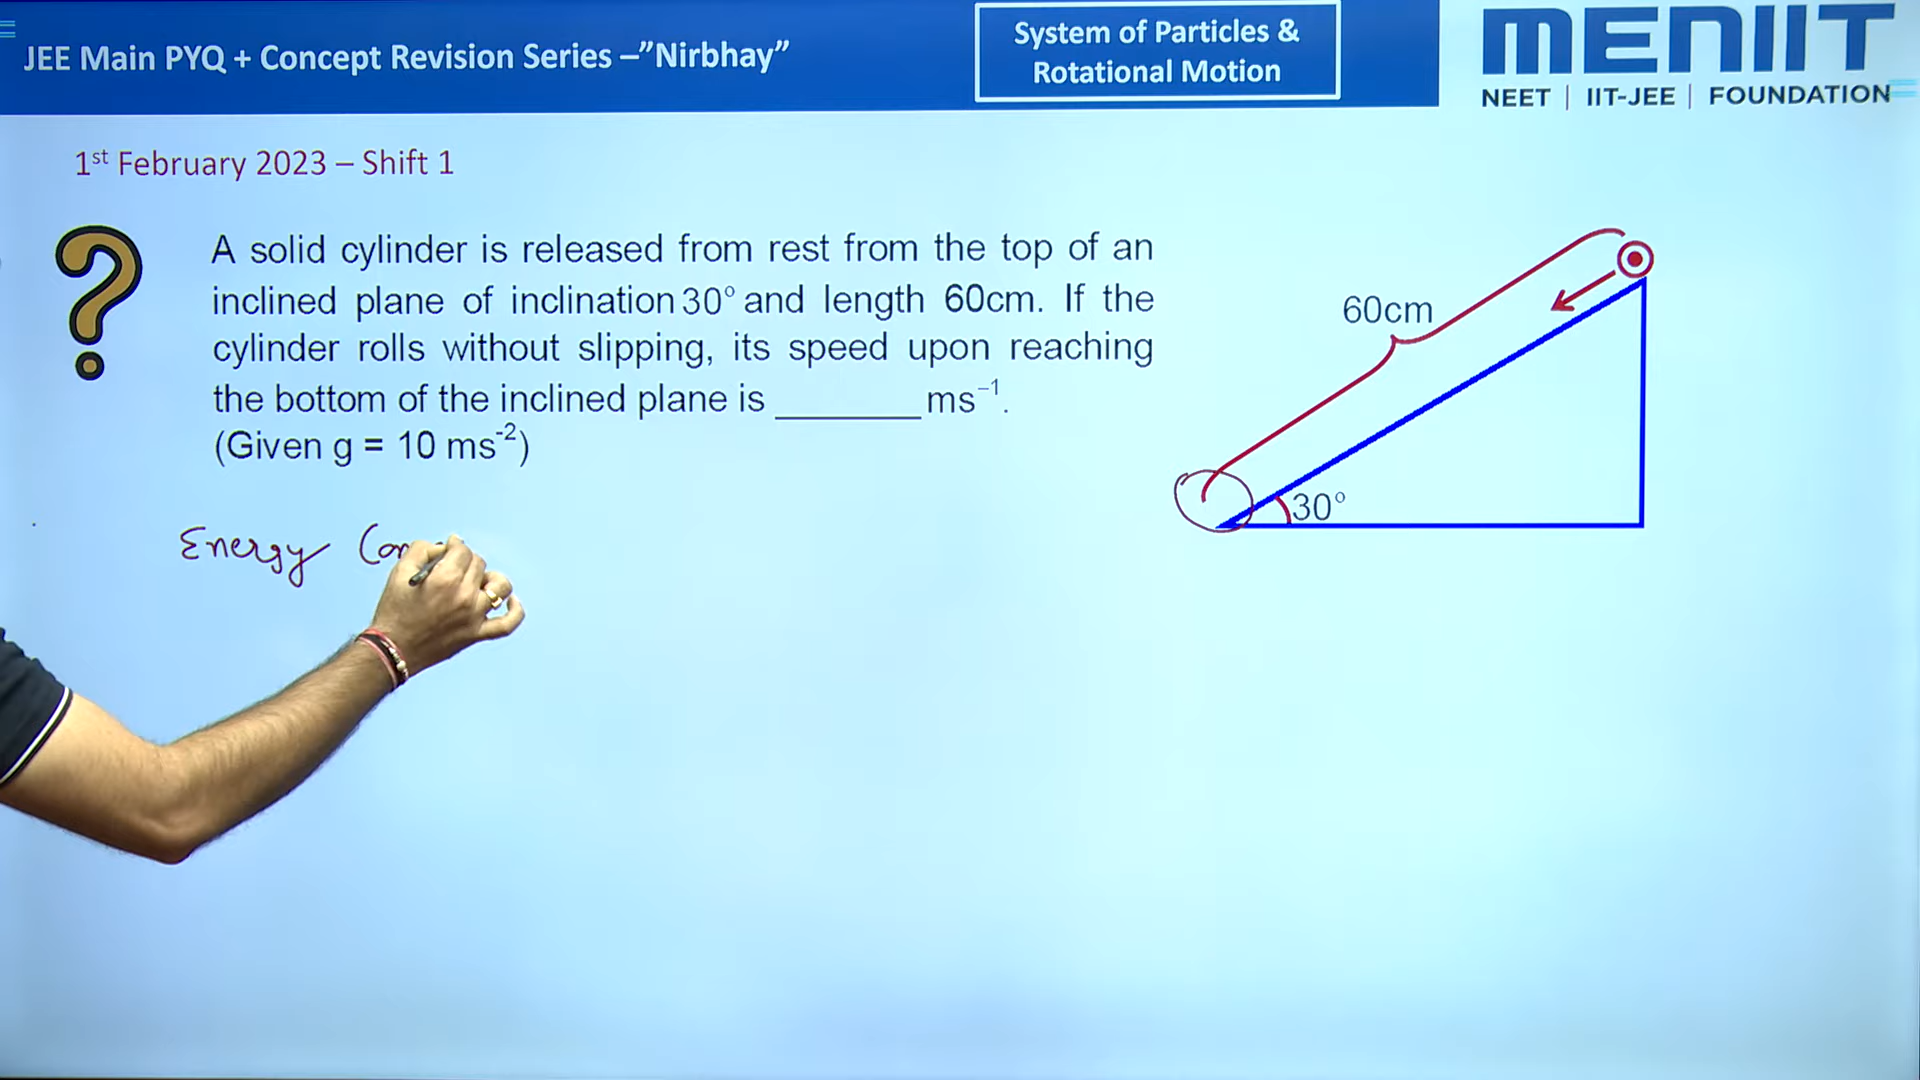 JEE Main PYQ + Concept Revision Series –”Nirbhay”
System of Particles &
Rotational Motion
MENIIT
NEET | IIT-JEE | FOUNDATION
1st February 2023 – Shift 1
A solid cylinder is released from rest from the top of an
inclined plane of inclination 30° and length 60cm. If the
cylinder rolls without slipping, its speed upon reaching
the bottom of the inclined plane is ________ ms⁻¹.
(Given g = 10 ms⁻²)
60cm
30°
Energy